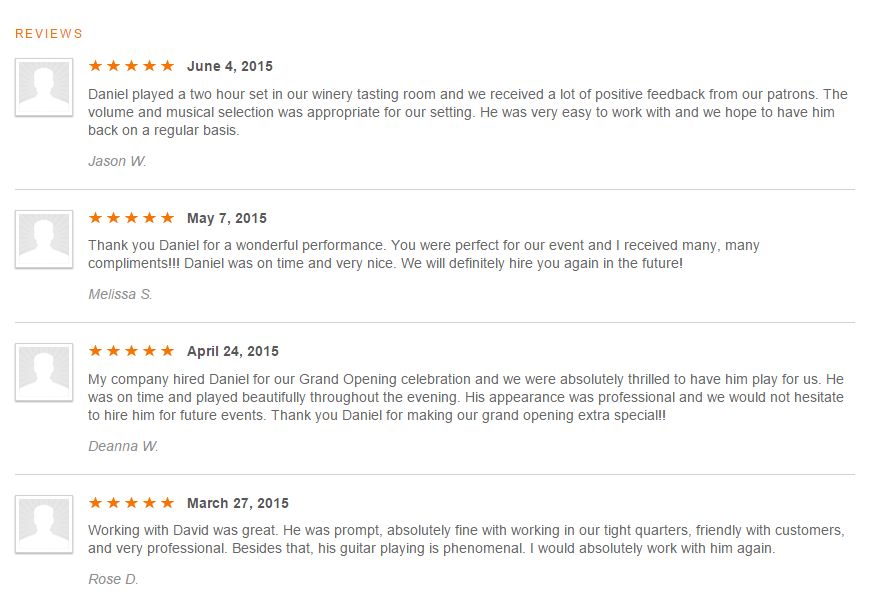 REVIEWS
★★★★★ June 4, 2015
Daniel played a two hour set in our winery tasting room and we received a lot of positive feedback from our patrons. The
volume and musical selection was appropriate for our setting. He was very easy to work with and we hope to have him
back on a regular basis.
Jason W.
★★★★★ May 7, 2015
Thank you Daniel for a wonderful performance. You were perfect for our event and I received many, many
compliments!!! Daniel was on time and very nice. We will definitely hire you again in the future!
Melissa S.
★★★★★ April 24, 2015
My company hired Daniel for our Grand Opening celebration and we were absolutely thrilled to have him play for us. He
was on time and played beautifully throughout the evening. His appearance was professional and we would not hesitate
to hire him for future events. Thank you Daniel for making our grand opening extra special!!
Deanna W.
★★★★★ March 27, 2015
Working with David was great. He was prompt, absolutely fine with working in our tight quarters, friendly with customers,
and very professional. Besides that, his guitar playing is phenomenal. I would absolutely work with him again.
Rose D.